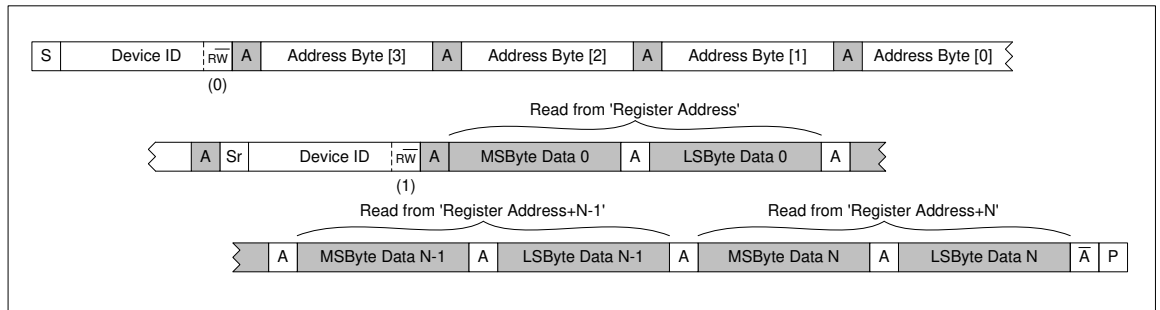 S Device ID RW A Address Byte [3] A Address Byte [2] A Address Byte [1] A Address Byte [0]
(0)
Read from 'Register Address'
A Sr Device ID RW A MSByte Data 0 A LSByte Data 0 A
(1)
Read from 'Register Address+N-1' Read from 'Register Address+N'
A MSByte Data N-1 A LSByte Data N-1 A MSByte Data N A LSByte Data N A P